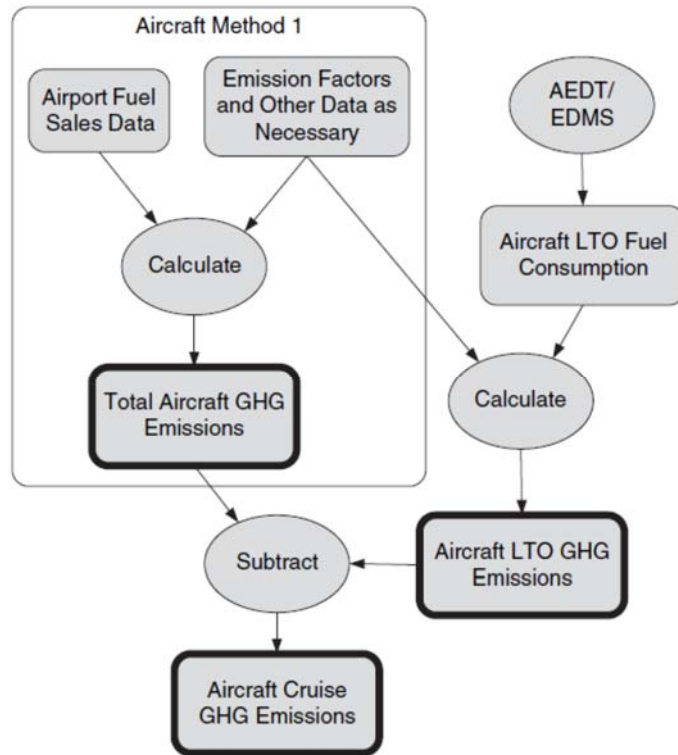 Aircraft Method 1
Airport Fuel
Sales Data
Emission Factors
and Other Data as
Necessary
AEDT/
EDMS
Calculate
Aircraft LTO Fuel
Consumption
Total Aircraft GHG
Emissions
Calculate
Subtract
Aircraft LTO GHG
Emissions
Aircraft Cruise
GHG Emissions